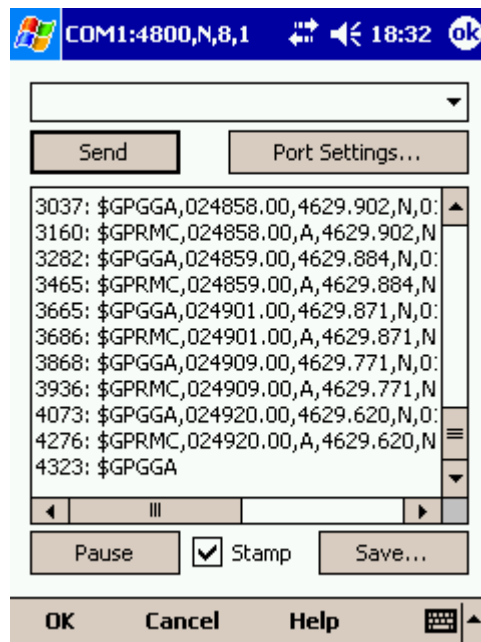 COM1:4800,N,8,1 18:32 ok
Send Port Settings...
3037: $GPGGA,024858.00,4629.902,N,0
3160: $GPRMC,024858.00,A,4629.902,N
3282: $GPGGA,024859.00,4629.884,N,0
3465: $GPRMC,024859.00,A,4629.884,N
3665: $GPGGA,024901.00,4629.871,N,0
3686: $GPRMC,024901.00,A,4629.871,N
3868: $GPGGA,024909.00,4629.771,N,0
3936: $GPRMC,024909.00,A,4629.771,N
4073: $GPGGA,024920.00,4629.620,N,0
4276: $GPRMC,024920.00,A,4629.620,N
4323: $GPGGA
Pause Stamp Save...
OK Cancel Help